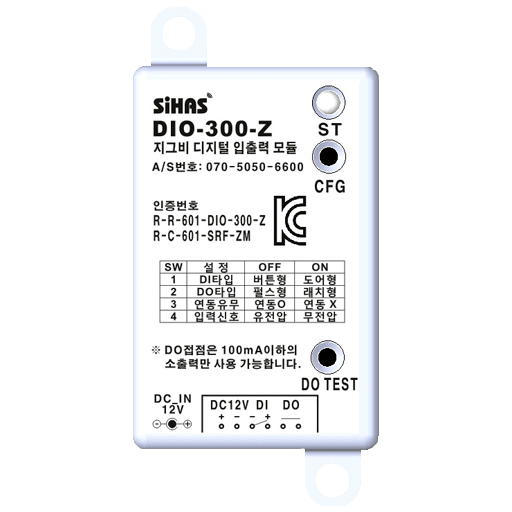 SiHAS
DIO-300-Z
지그비 디지털 입출력 모듈
A/S번호: 070-5050-6600
ST
CFG
인증번호
R-R-601-DIO-300-Z
R-C-601-SRF-ZM
SW 설 정 OFF ON
1 DI타입 버튼형 도어형
2 DO타입 펄스형 래치형
3 연동유무 연동O 연동 X
4 입력신호 유전압 무전압
※ DO접점은 100mA이하의
소출력만 사용 가능합니다.
DO TEST
DC_IN
12V
DC12V DI DO
+ - - +